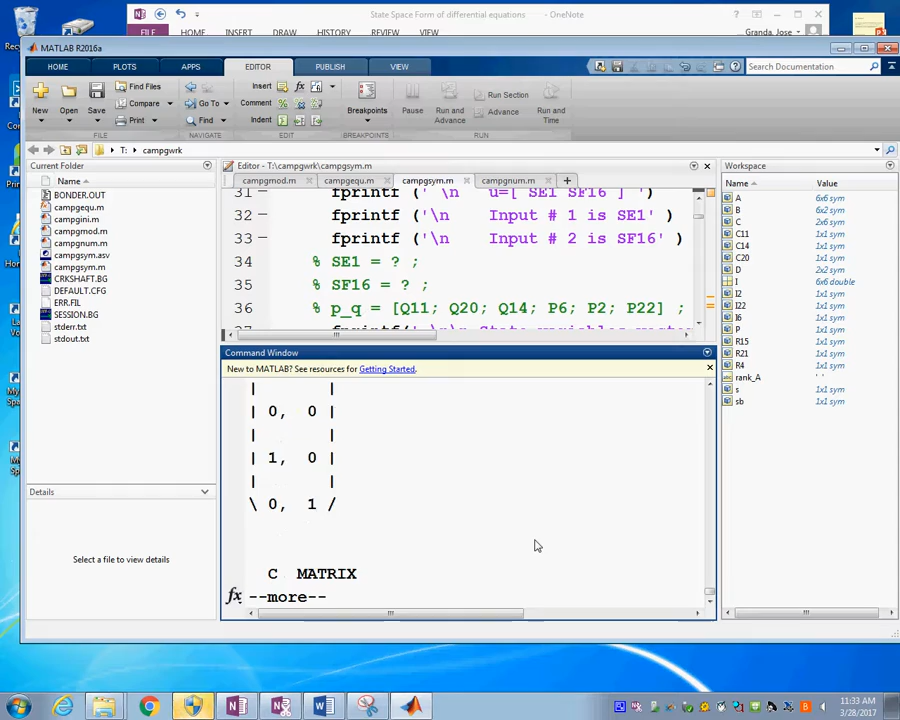 State Space Form of differential equations - OneNote
Granda, Jose
FILE HOME INSERT DRAW HISTORY REVIEW VIEW
MATLAB R2016a
HOME PLOTS APPS EDITOR PUBLISH VIEW
Search Documentation
New Open Save Find Files Compare Print Go To Find Insert Comment Indent fx Breakpoints Pause Run and Advance Run Section Advance Run and Time
FILE NAVIGATE EDIT BREAKPOINTS RUN
T: campgwrk
Current Folder
Name
BONDER.OUT
campgequ.m
campgini.m
campgmod.m
campgnum.m
campgsym.asv
campgsym.m
CRKSHAFT.BG
DEFAULT.CFG
ERR.FIL
SESSION.BG
stderr.txt
stdout.txt
Details
Select a file to view details
Editor - T:\campgwrk\campgsym.m
campgmod.m campgequ.m campgsym.m campgnum.m
31 fprintf (' \n u=[ SE1 SF16 ] ')
32 fprintf ('\n Input # 1 is SE1' )
33 fprintf ('\n Input # 2 is SF16' )
34 % SE1 = ? ;
35 % SF16 = ? ;
36 % p_q = [Q11; Q20; Q14; P6; P2; P22] ;
Command Window
New to MATLAB? See resources for Getting Started.
| |
| 0, 0 |
| |
| 1, 0 |
| |
\ 0, 1 /
C MATRIX
fx --more--
Workspace
Name Value
A 6x6 sym
B 6x2 sym
C 2x6 sym
C11 1x1 sym
C14 1x1 sym
C20 1x1 sym
D 2x2 sym
I 6x6 double
I2 1x1 sym
I22 1x1 sym
I6 1x1 sym
P 1x1 sym
R15 1x1 sym
R21 1x1 sym
R4 1x1 sym
rank_A ' '
s 1x1 sym
sb 1x1 sym
11:33 AM
3/28/2017